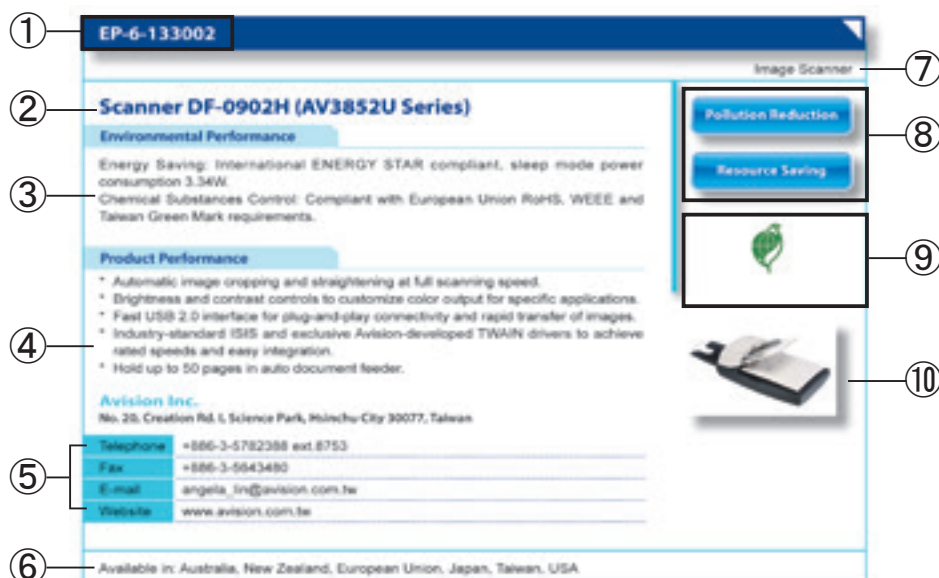 ① EP-6-133002
Image Scanner ⑦
② Scanner DF-0902H (AV3852U Series)
Environmental Performance
③ Energy Saving: International ENERGY STAR compliant, sleep mode power
consumption 3.34W.
Chemical Substances Control: Compliant with European Union RoHS, WEEE and
Taiwan Green Mark requirements.
Product Performance
④ * Automatic image cropping and straightening at full scanning speed.
* Brightness and contrast controls to customize color output for specific applications.
* Fast USB 2.0 interface for plug-and-play connectivity and rapid transfer of images.
* Industry-standard ISIS and exclusive Avision-developed TWAIN drivers to achieve
rated speeds and easy integration.
* Hold up to 50 pages in auto document feeder.
Avision Inc.
No. 20, Creation Rd. I, Science Park, Hsinchu City 30077, Taiwan
⑤ Telephone +886-3-5782388 ext.8753
Fax +886-3-5643480
E-mail angela_lin@avision.com.tw
Website www.avision.com.tw
⑥ Available in: Australia, New Zealand, European Union, Japan, Taiwan, USA
Pollution Reduction ⑧
Resource Saving
⑨
⑩